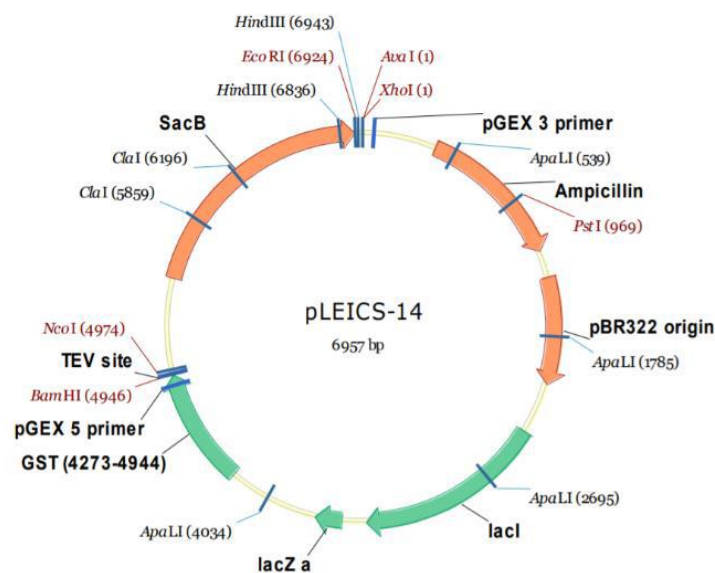 HindIII (6943)
EcoRI (6924)
AvaI (1)
HindIII (6836)
XhoI (1)
SacB
pGEX 3 primer
ClaI (6196)
ApaLI (539)
ClaI (5859)
Ampicillin
PstI (969)
pLEICS-14
6957 bp
NcoI (4974)
pBR322 origin
TEV site
ApaLI (1785)
BamHI (4946)
pGEX 5 primer
GST (4273-4944)
ApaLI (2695)
ApaLI (4034)
lacI
lacZ a